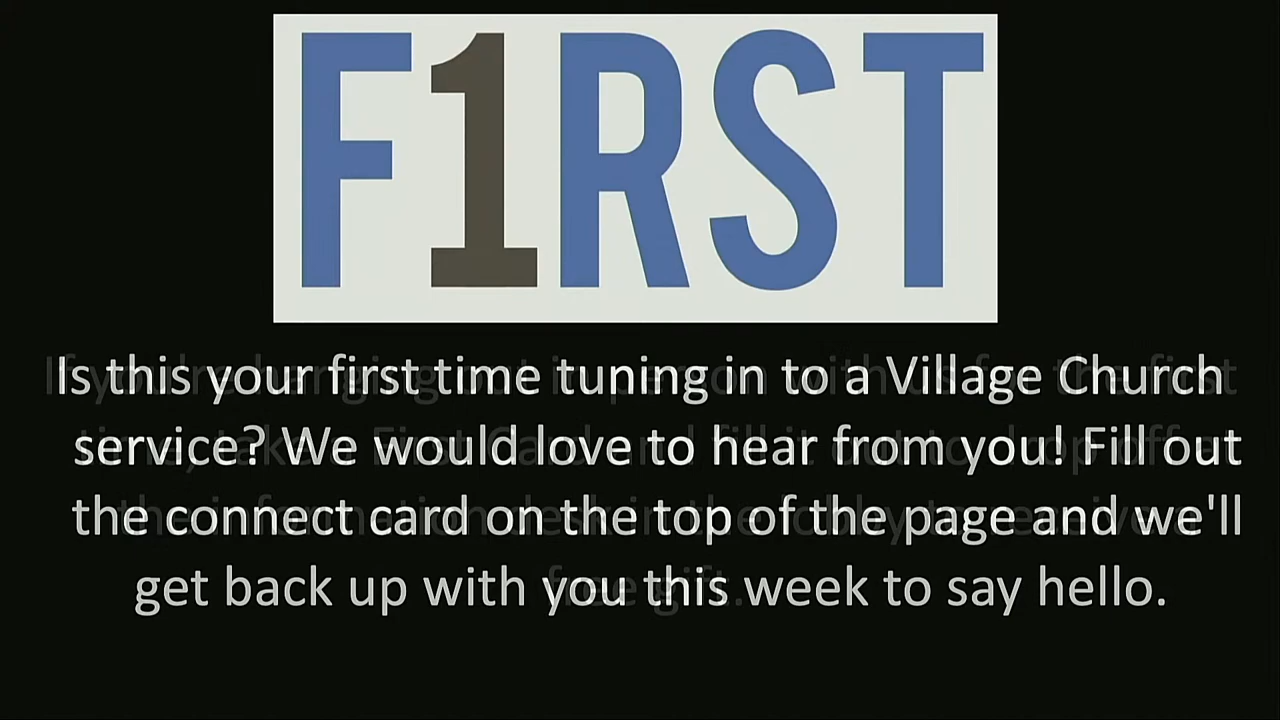 F1RST
Is this your first time tuning in to a Village Church
service? We would love to hear from you! Fill out
the connect card on the top of the page and we'll
get back up with you this week to say hello.